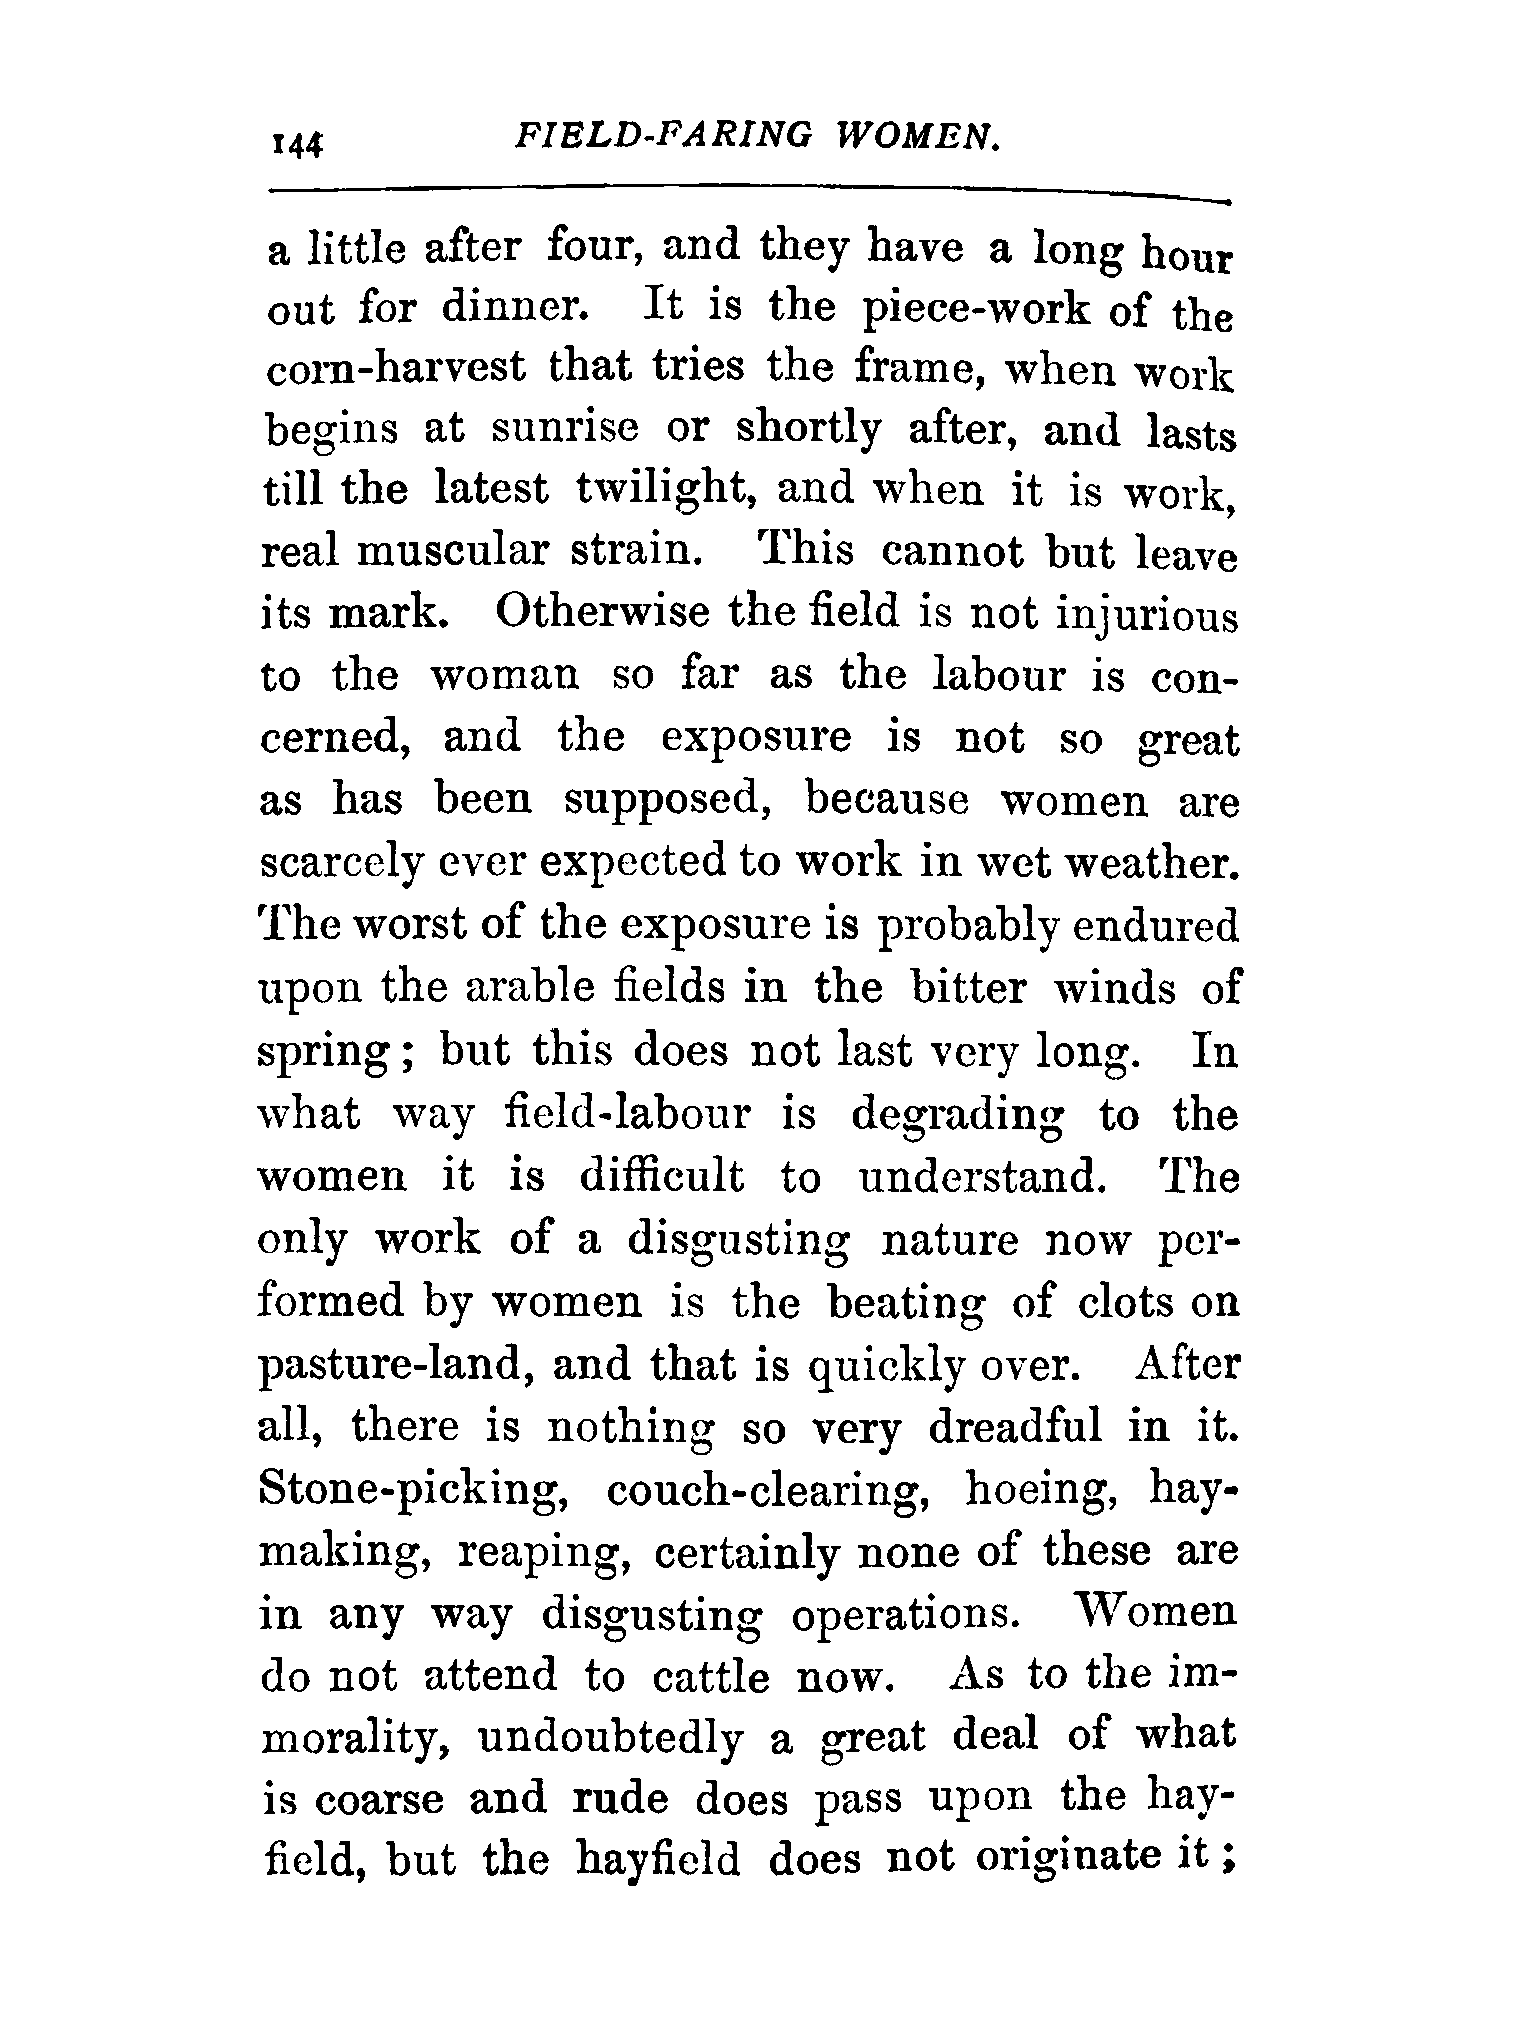 144 FIELD-FARING WOMEN.
a little after four, and they have a long hour
out for dinner. It is the piece-work of the
corn-harvest that tries the frame, when work
begins at sunrise or shortly after, and lasts
till the latest twilight, and when it is work,
real muscular strain. This cannot but leave
its mark. Otherwise the field is not injurious
to the woman so far as the labour is con-
cerned, and the exposure is not so great
as has been supposed, because women are
scarcely ever expected to work in wet weather.
The worst of the exposure is probably endured
upon the arable fields in the bitter winds of
spring; but this does not last very long. In
what way field-labour is degrading to the
women it is difficult to understand. The
only work of a disgusting nature now per-
formed by women is the beating of clots on
pasture-land, and that is quickly over. After
all, there is nothing so very dreadful in it.
Stone-picking, couch-clearing, hoeing, hay-
making, reaping, certainly none of these are
in any way disgusting operations. Women
do not attend to cattle now. As to the im-
morality, undoubtedly a great deal of what
is coarse and rude does pass upon the hay-
field, but the hayfield does not originate it;